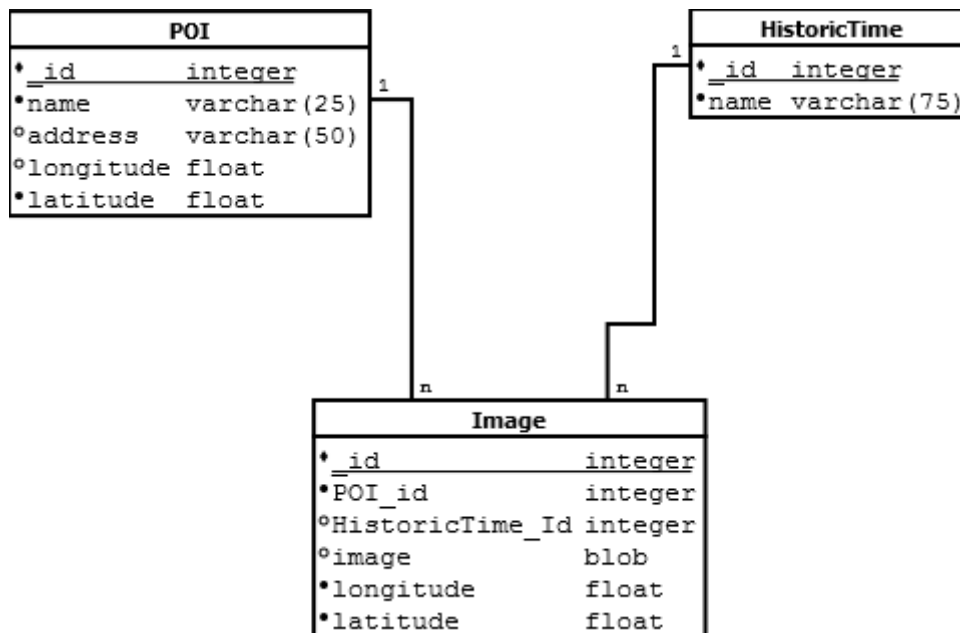 POI
_id integer
name varchar(25)
address varchar(50)
longitude float
latitude float
1
HistoricTime
_id integer
name varchar(75)
1
n
n
Image
_id integer
POI_id integer
HistoricTime_Id integer
image blob
longitude float
latitude float